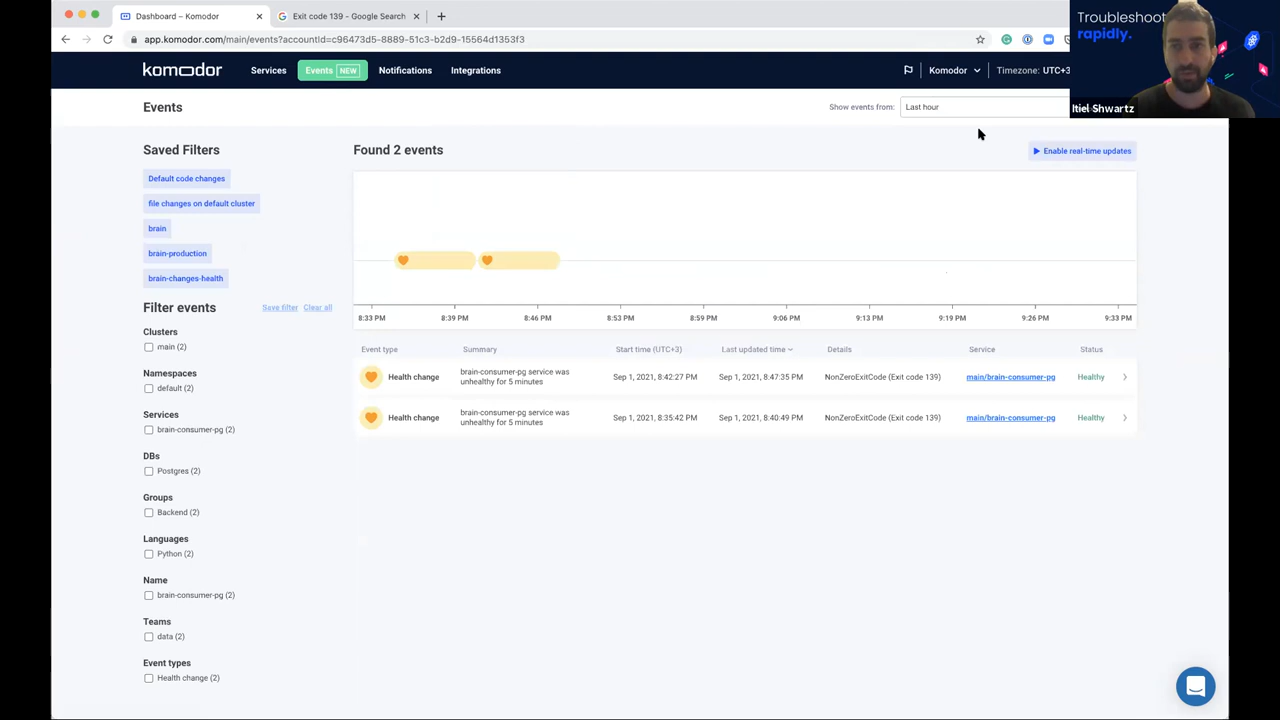 Dashboard – Komodor
Exit code 139 - Google Search
app.komodor.com/main/events?accountId=c96473d5-8889-51c3-b2d9-15564d1353f3
Troubleshoot
rapidly.
Itiel Shwartz
komodor
Services
Events NEW
Notifications
Integrations
Komodor
Timezone: UTC+3
Events
Show events from:
Last hour
Saved Filters
Default code changes
file changes on default cluster
brain
brain-production
brain-changes-health
Filter events
Save filter
Clear all
Clusters
main (2)
Namespaces
default (2)
Services
brain-consumer-pg (2)
DBs
Postgres (2)
Groups
Backend (2)
Languages
Python (2)
Name
brain-consumer-pg (2)
Teams
data (2)
Event types
Health change (2)
Found 2 events
Enable real-time updates
8:33 PM 8:39 PM 8:46 PM 8:53 PM 8:59 PM 9:06 PM 9:13 PM 9:19 PM 9:26 PM 9:33 PM
Event type Summary Start time (UTC+3) Last updated time Details Service Status
Health change
brain-consumer-pg service was
unhealthy for 5 minutes
Sep 1, 2021, 8:42:27 PM
Sep 1, 2021, 8:47:35 PM
NonZeroExitCode (Exit code 139)
main/brain-consumer-pg
Healthy
Health change
brain-consumer-pg service was
unhealthy for 5 minutes
Sep 1, 2021, 8:35:42 PM
Sep 1, 2021, 8:40:49 PM
NonZeroExitCode (Exit code 139)
main/brain-consumer-pg
Healthy